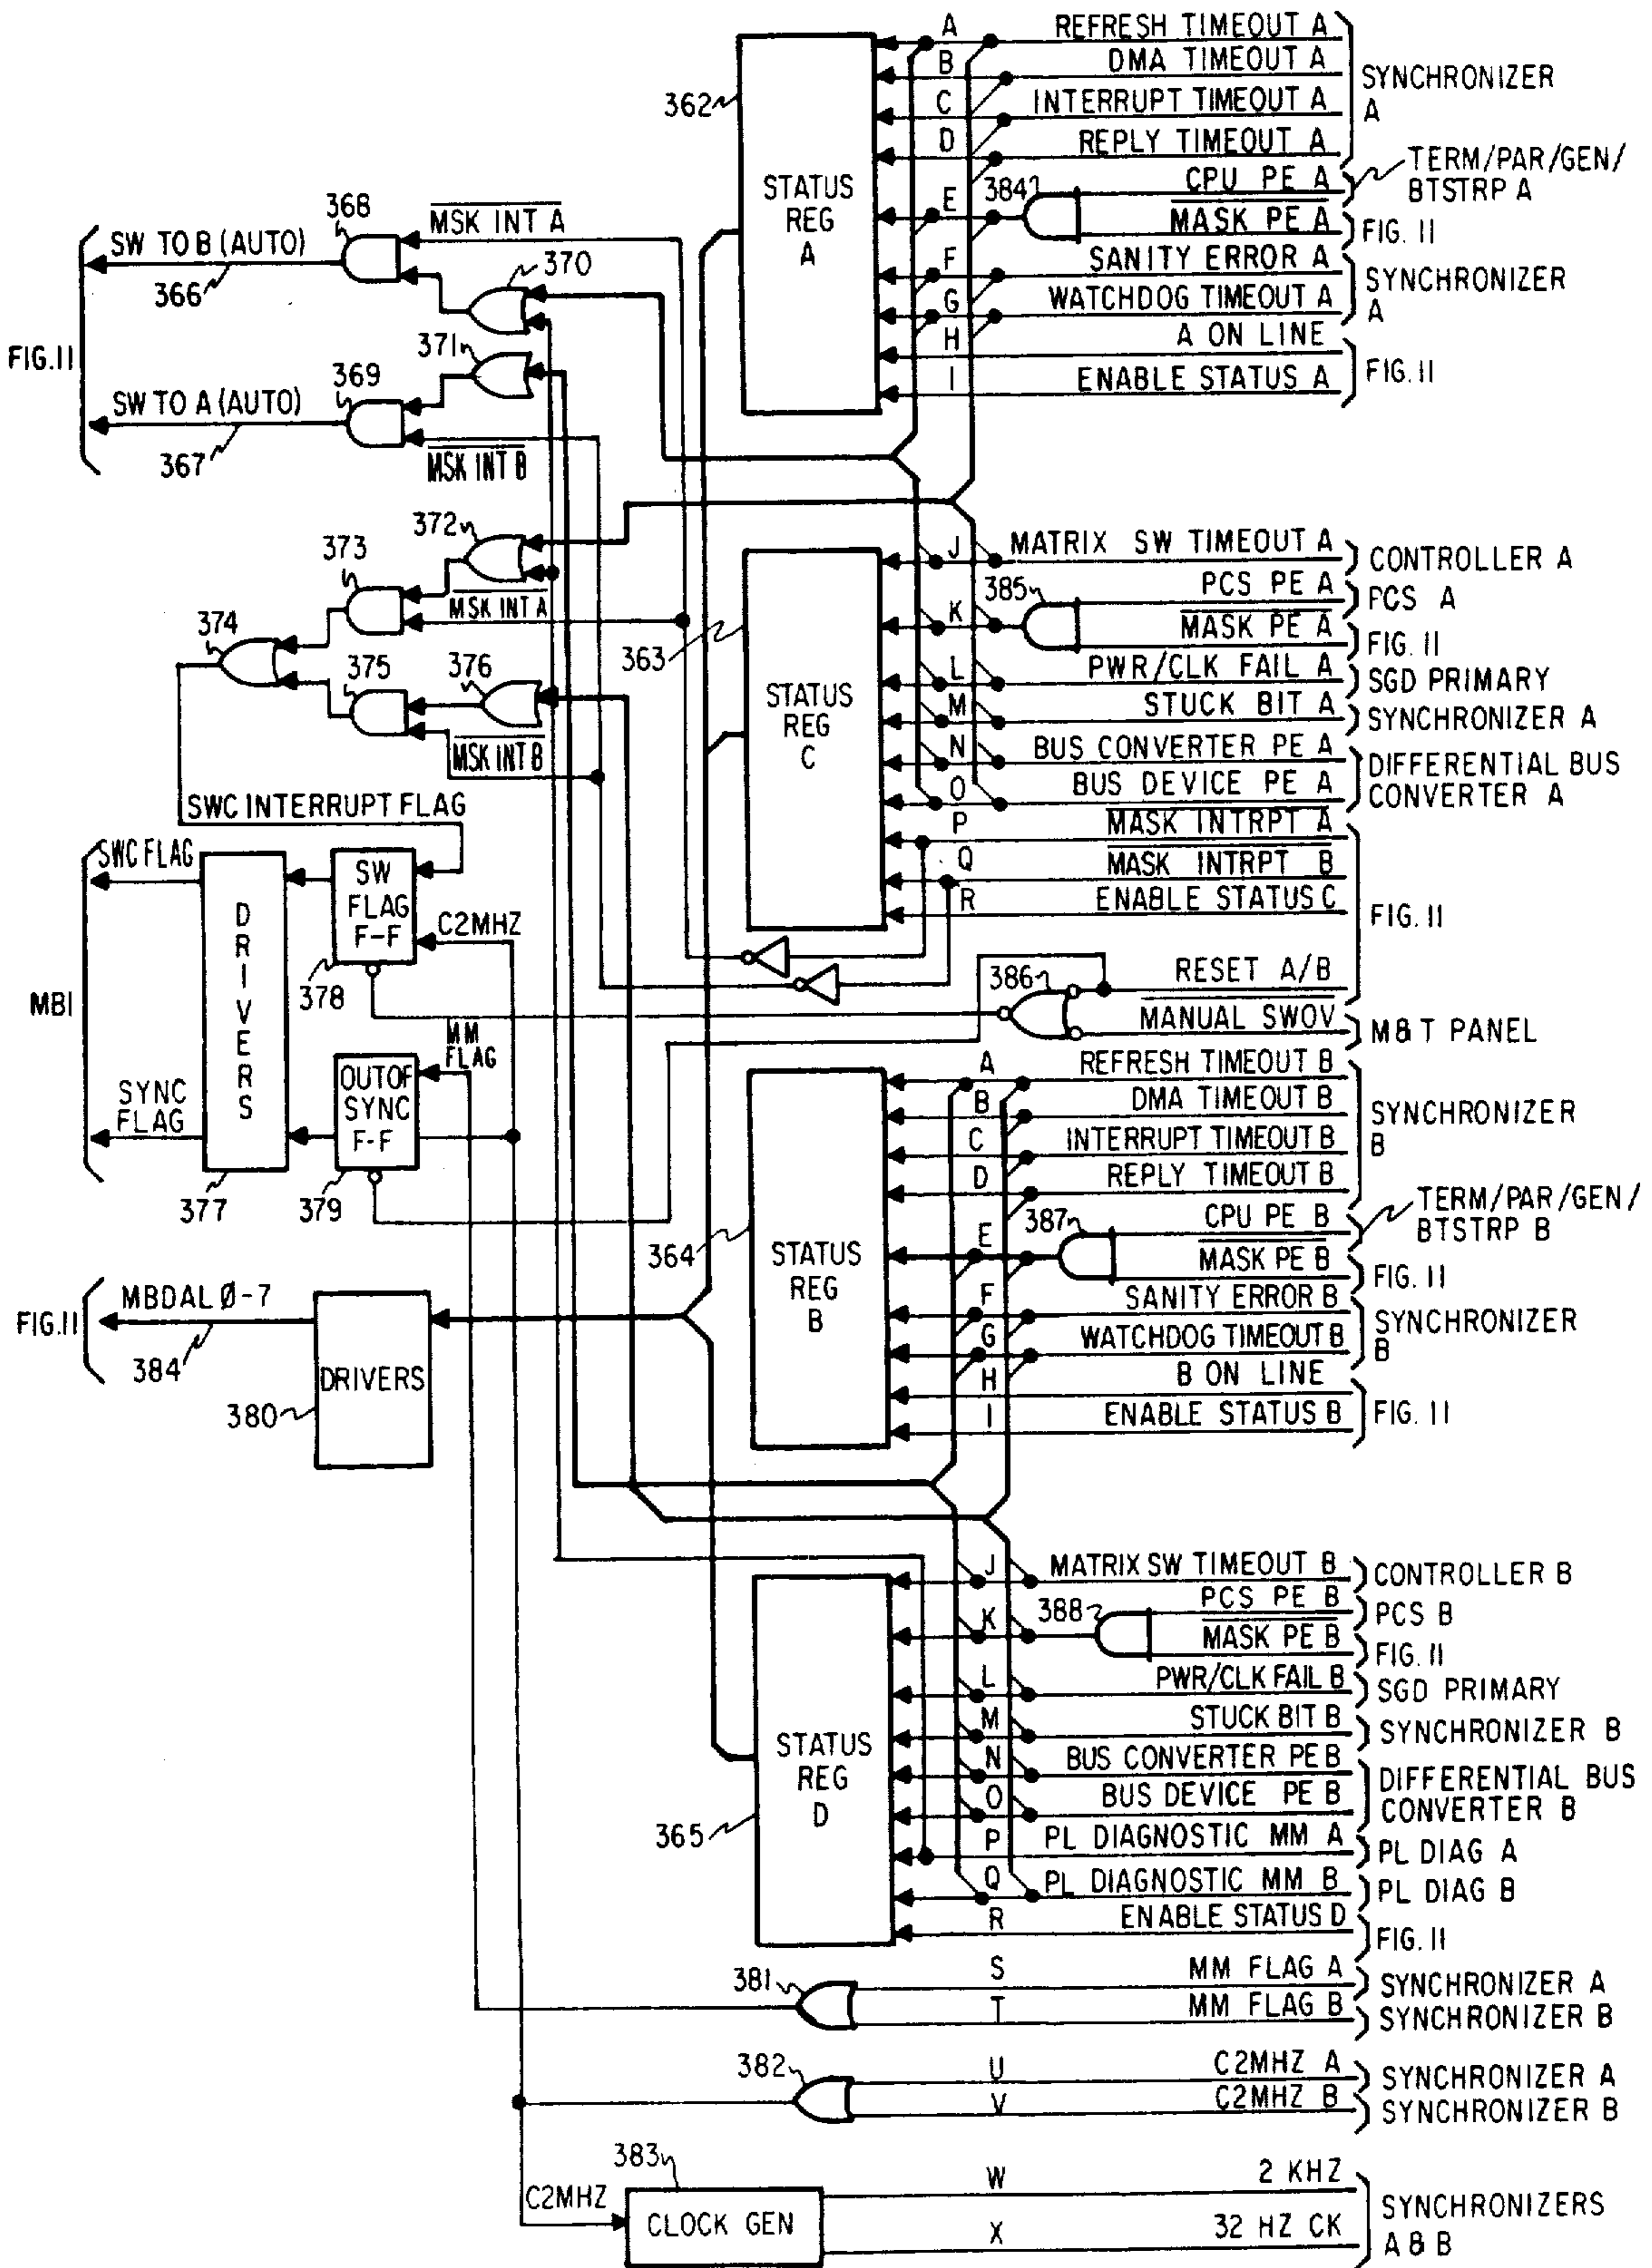 A REFRESH TIMEOUT A
B DMA TIMEOUT A
C INTERRUPT TIMEOUT A
D REPLY TIMEOUT A
SYNCHRONIZER
A
362
STATUS
REG
A
384
E CPU PE A
MASK PE A
TERM/PAR/GEN/
BTSTRP A
FIG. 11
F SANITY ERROR A
G WATCHDOG TIMEOUT A
SYNCHRONIZER
A
H A ON LINE
I ENABLE STATUS A
FIG. 11
368
MSK INT A
SW TO B (AUTO)
366
370
FIG. 11
371
369
SW TO A (AUTO)
367
MSK INT B
372
373
MSK INT A
374
375
376
MSK INT B
SWC INTERRUPT FLAG
363
STATUS
REG
C
J MATRIX SW TIMEOUT A
CONTROLLER A
385
K PCS PE A
PCS A
MASK PE A
FIG. 11
L PWR/CLK FAIL A
SGD PRIMARY
M STUCK BIT A
SYNCHRONIZER A
N BUS CONVERTER PE A
O BUS DEVICE PE A
DIFFERENTIAL BUS
CONVERTER A
P MASK INTRPT A
Q MASK INTRPT B
R ENABLE STATUS C
FIG. 11
386
RESET A/B
MANUAL SWOV
M&T PANEL
MBI
SWC FLAG
DRIVERS
SW
FLAG
F-F
C2MHZ
378
MM
FLAG
SYNC
FLAG
OUT OF
SYNC
F-F
377
379
364
STATUS
REG
B
A REFRESH TIMEOUT B
B DMA TIMEOUT B
C INTERRUPT TIMEOUT B
D REPLY TIMEOUT B
SYNCHRONIZER
B
387
E CPU PE B
MASK PE B
TERM/PAR/GEN/
BTSTRP B
FIG. 11
F SANITY ERROR B
G WATCHDOG TIMEOUT B
SYNCHRONIZER
B
H B ON LINE
I ENABLE STATUS B
FIG. 11
FIG. 11
MBDAL Ø-7
384
DRIVERS
380
365
STATUS
REG
D
J MATRIX SW TIMEOUT B
CONTROLLER B
388
K PCS PE B
PCS B
MASK PE B
FIG. 11
L PWR/CLK FAIL B
SGD PRIMARY
M STUCK BIT B
SYNCHRONIZER B
N BUS CONVERTER PE B
O BUS DEVICE PE B
DIFFERENTIAL BUS
CONVERTER B
P PL DIAGNOSTIC MM A
PL DIAG A
Q PL DIAGNOSTIC MM B
PL DIAG B
R ENABLE STATUS D
FIG. 11
381
S MM FLAG A
SYNCHRONIZER A
T MM FLAG B
SYNCHRONIZER B
382
U C2MHZ A
SYNCHRONIZER A
V C2MHZ B
SYNCHRONIZER B
383
C2MHZ
CLOCK GEN
W 2 KHZ
X 32 HZ CK
SYNCHRONIZERS
A & B